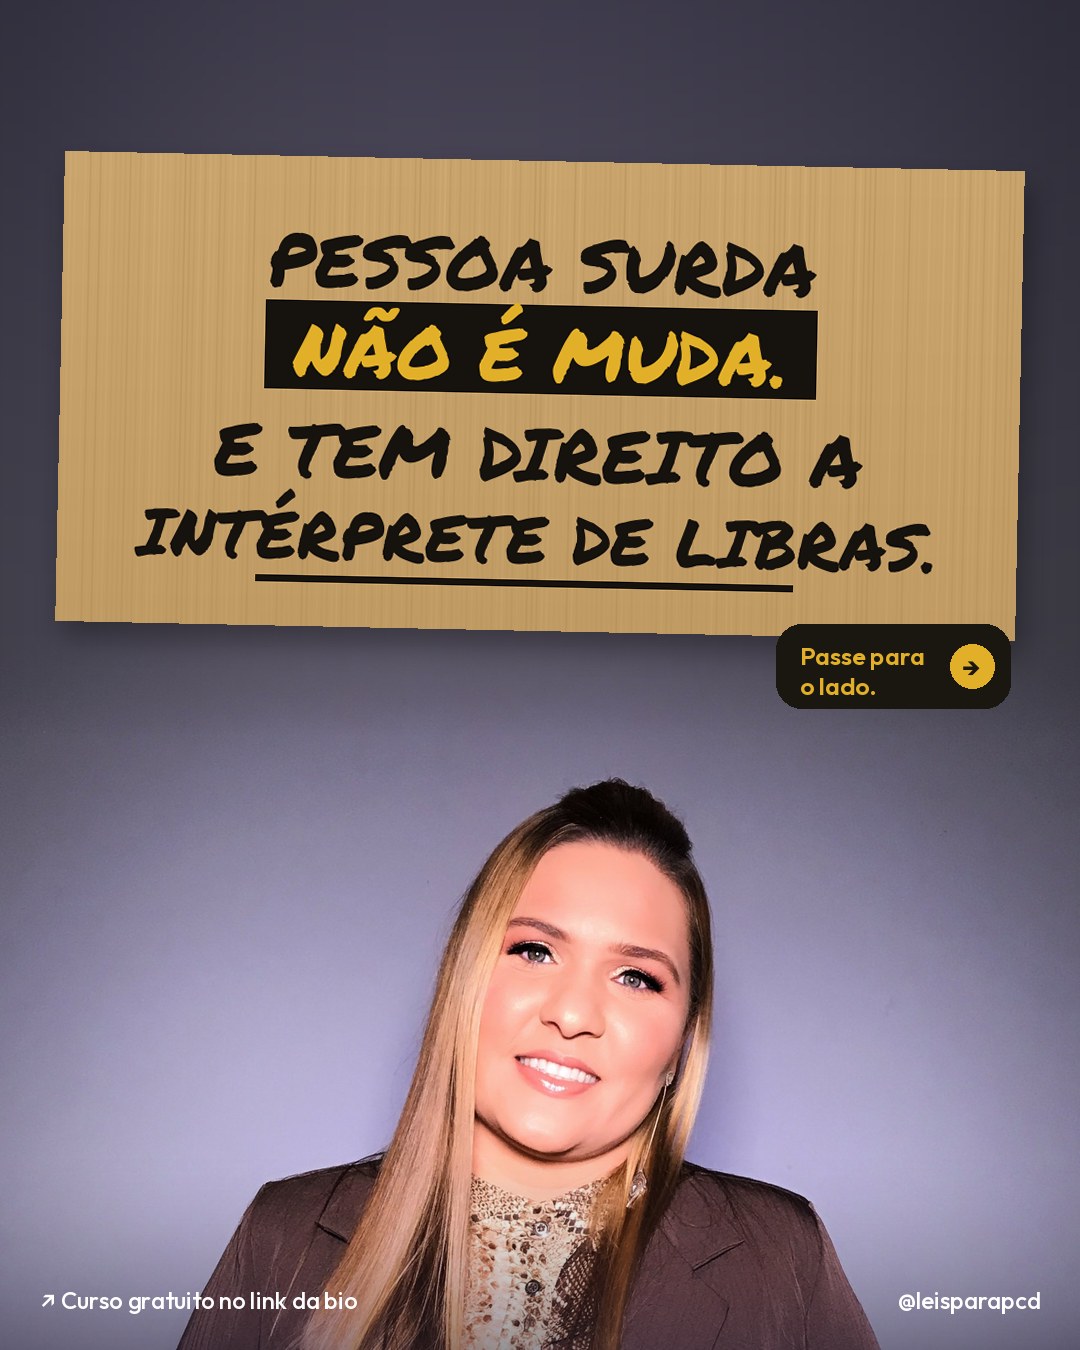 PESSOA SURDA
NÃO É MUDA.
E TEM DIREITO A
INTÉRPRETE DE LIBRAS.
Passe para
o lado.
↗ Curso gratuito no link da bio
@leisparapcd